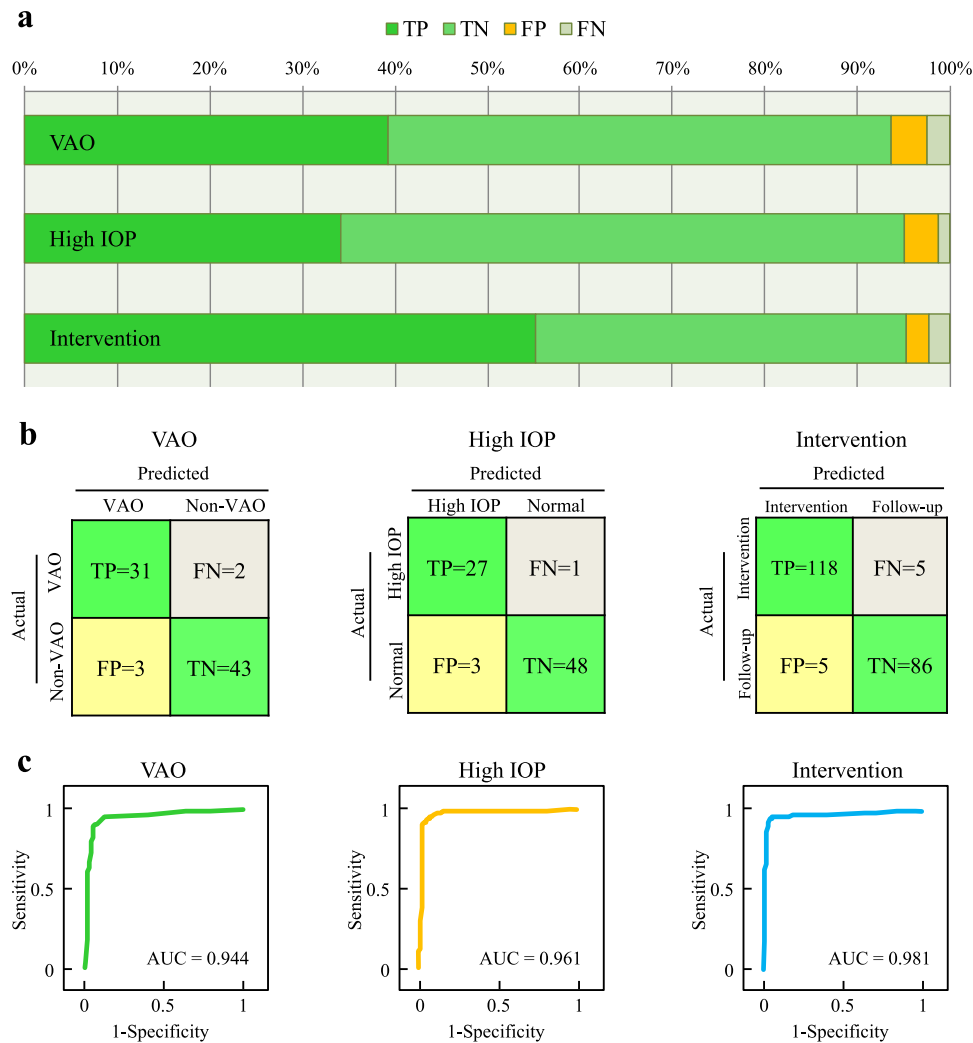 a
TP TN FP FN
0% 10% 20% 30% 40% 50% 60% 70% 80% 90% 100%
VAO
High IOP
Intervention
b
VAO High IOP Intervention
Predicted Predicted Predicted
VAO Non-VAO High IOP Normal Intervention Follow-up
Actual VAO TP=31 FN=2 Actual High IOP TP=27 FN=1 Actual Intervention TP=118 FN=5
Non-VAO FP=3 TN=43 Normal FP=3 TN=48 Follow-up FP=5 TN=86
c
VAO High IOP Intervention
1 1 1
Sensitivity 0.5 Sensitivity 0.5 Sensitivity 0.5
AUC = 0.944 AUC = 0.961 AUC = 0.981
0 0 0
0 0.5 1 0 0.5 1 0 0.5 1
1-Specificity 1-Specificity 1-Specificity